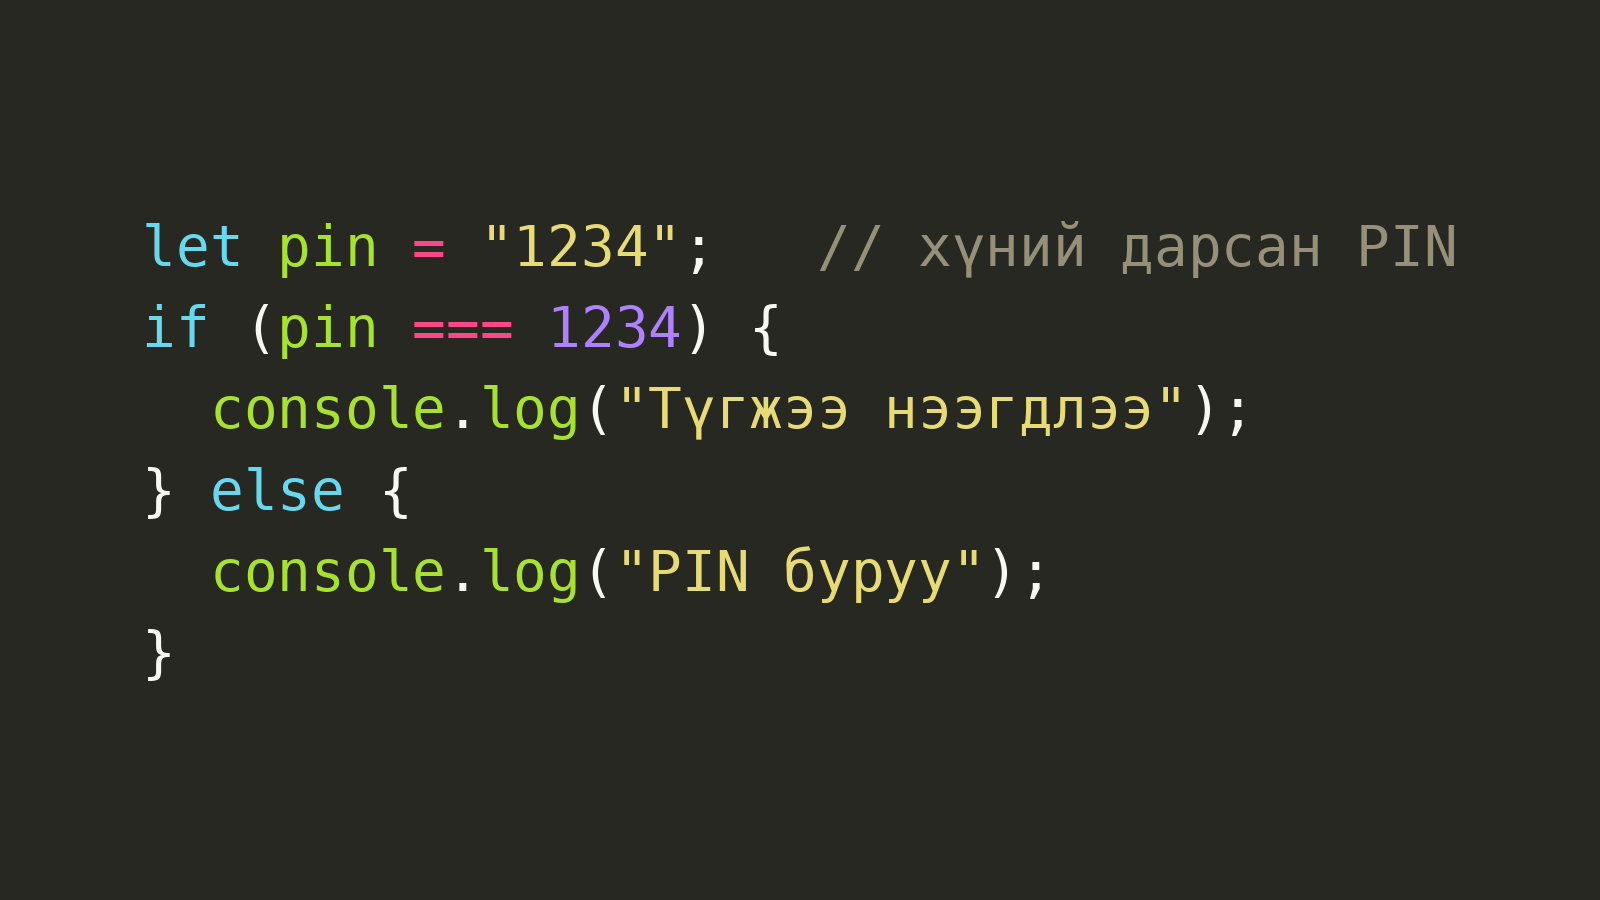 let pin = "1234";   // хүний дарсан PIN
if (pin === 1234) {
  console.log("Түгжээ нээгдлээ");
} else {
  console.log("PIN буруу");
}